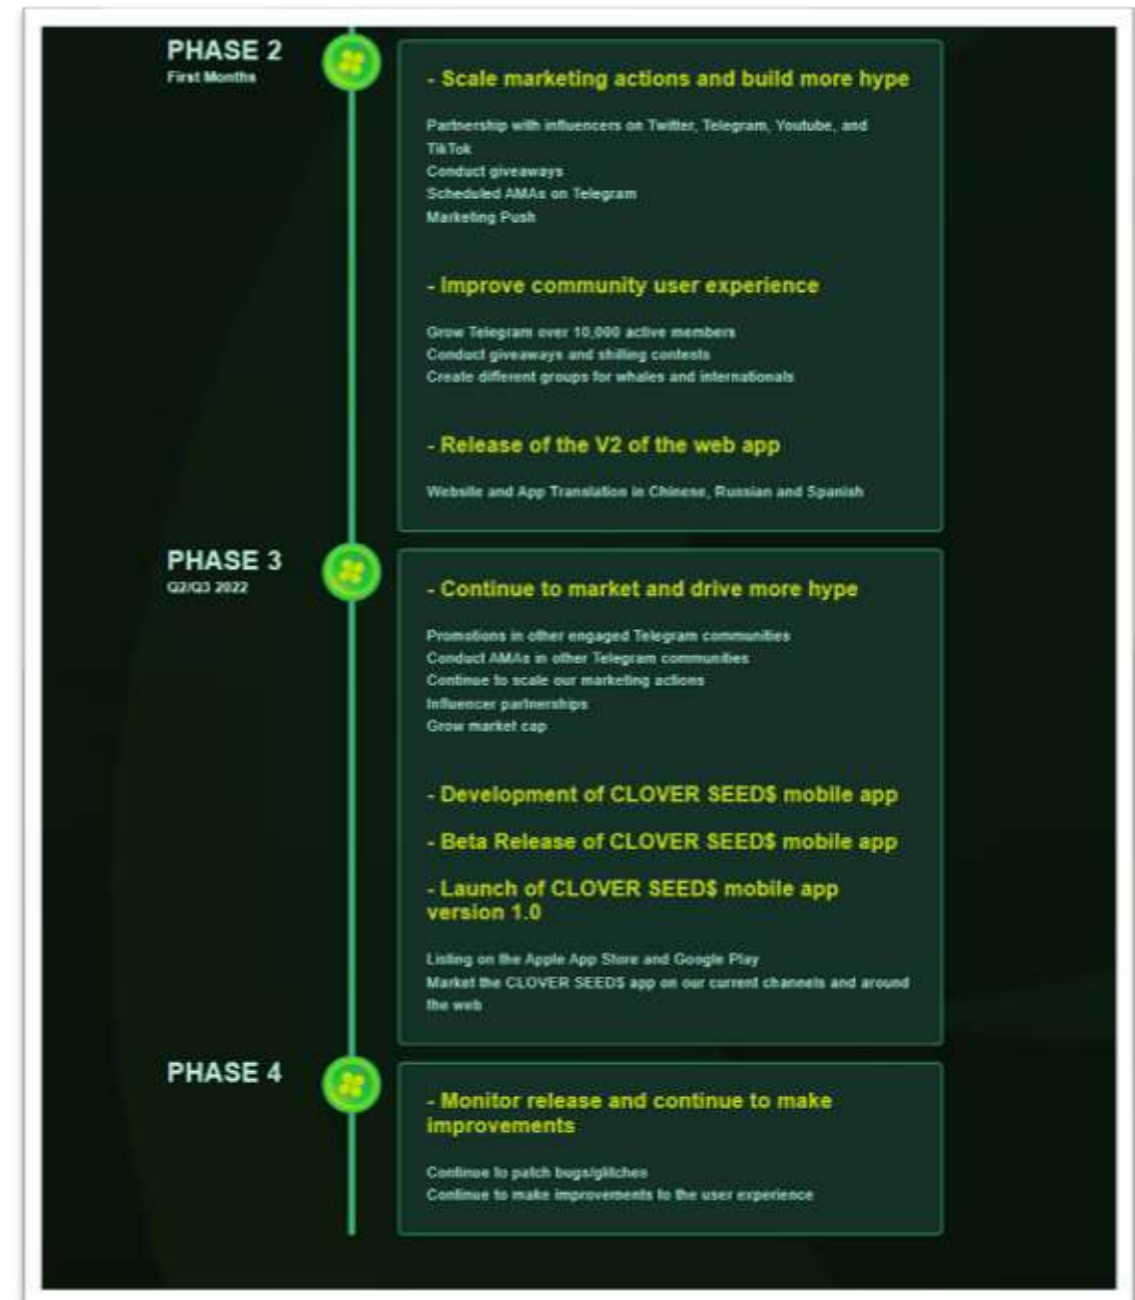 PHASE 2
First Months
- Scale marketing actions and build more hype
Partnership with influencers on Twitter, Telegram, Youtube, and
TikTok
Conduct giveaways
Scheduled AMAs on Telegram
Marketing Push
- Improve community user experience
Grow Telegram over 10,000 active members
Conduct giveaways and shilling contests
Create different groups for whales and internationals
- Release of the V2 of the web app
Website and App Translation in Chinese, Russian and Spanish
PHASE 3
Q2/Q3 2022
- Continue to market and drive more hype
Promotions in other engaged Telegram communities
Conduct AMAs in other Telegram communities
Continue to scale our marketing actions
Influencer partnerships
Grow market cap
- Development of CLOVER SEED$ mobile app
- Beta Release of CLOVER SEED$ mobile app
- Launch of CLOVER SEED$ mobile app
version 1.0
Listing on the Apple App Store and Google Play
Market the CLOVER SEED$ app on our current channels and around
the web
PHASE 4
- Monitor release and continue to make
improvements
Continue to patch bugs/glitches
Continue to make improvements to the user experience